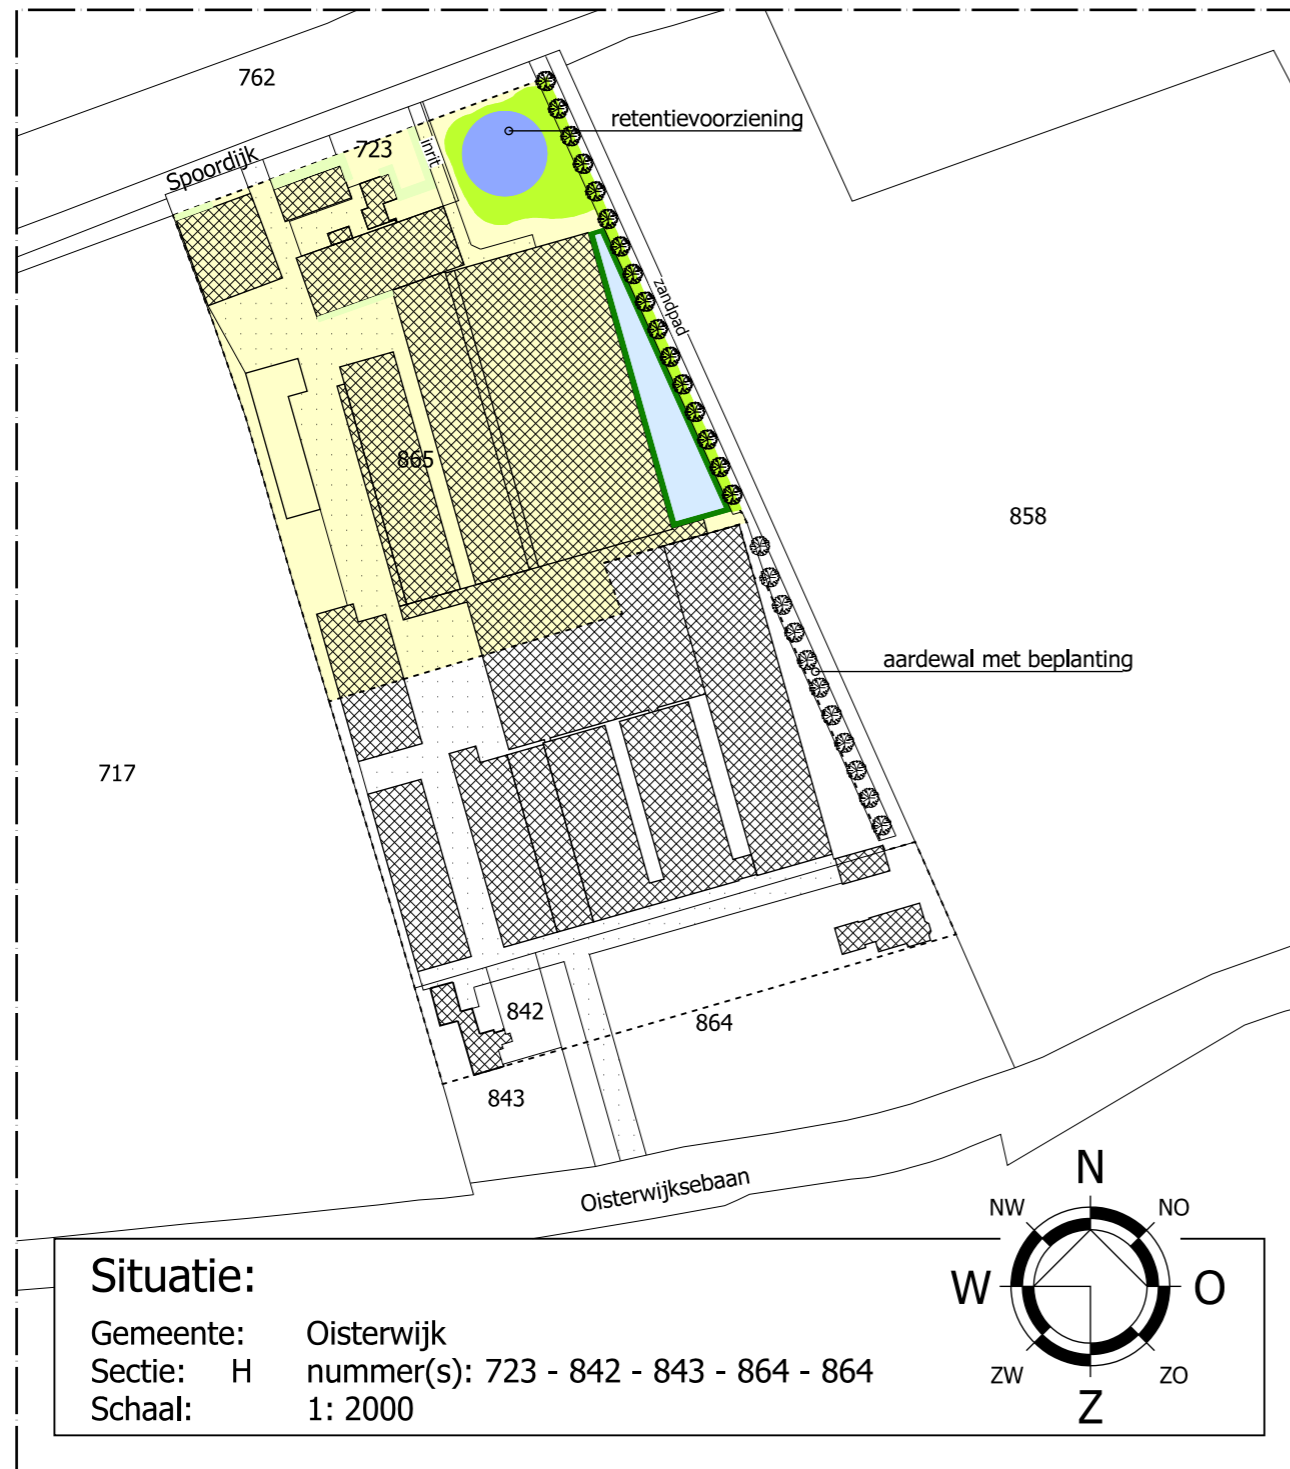 762
retentievoorziening
723
inrit
Spoordijk
zandpad
865
858
aardewal met beplanting
717
842
864
843
Oisterwijksebaan
N
NW NO
W O
ZW ZO
Z
Situatie:
Gemeente: Oisterwijk
Sectie: H nummer(s): 723 - 842 - 843 - 864 - 864
Schaal: 1: 2000